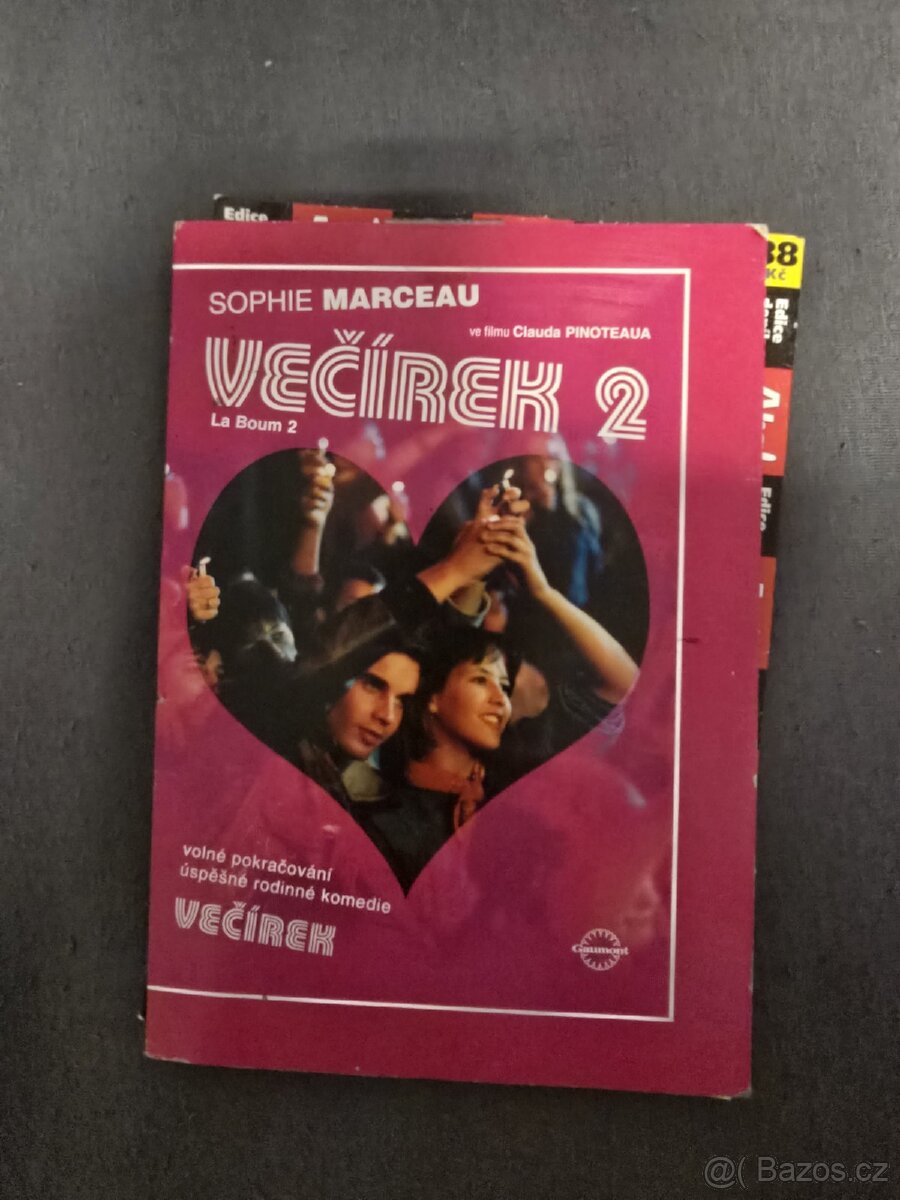 Edice
38
Kč
SOPHIE MARCEAU
ve filmu Clauda PINOTEAUA
VEČÍREK 2
La Boum 2
Edice
Edice
volné pokračování
úspěšné rodinné komedie
VEČÍREK
Gaumont
@( Bazos.cz